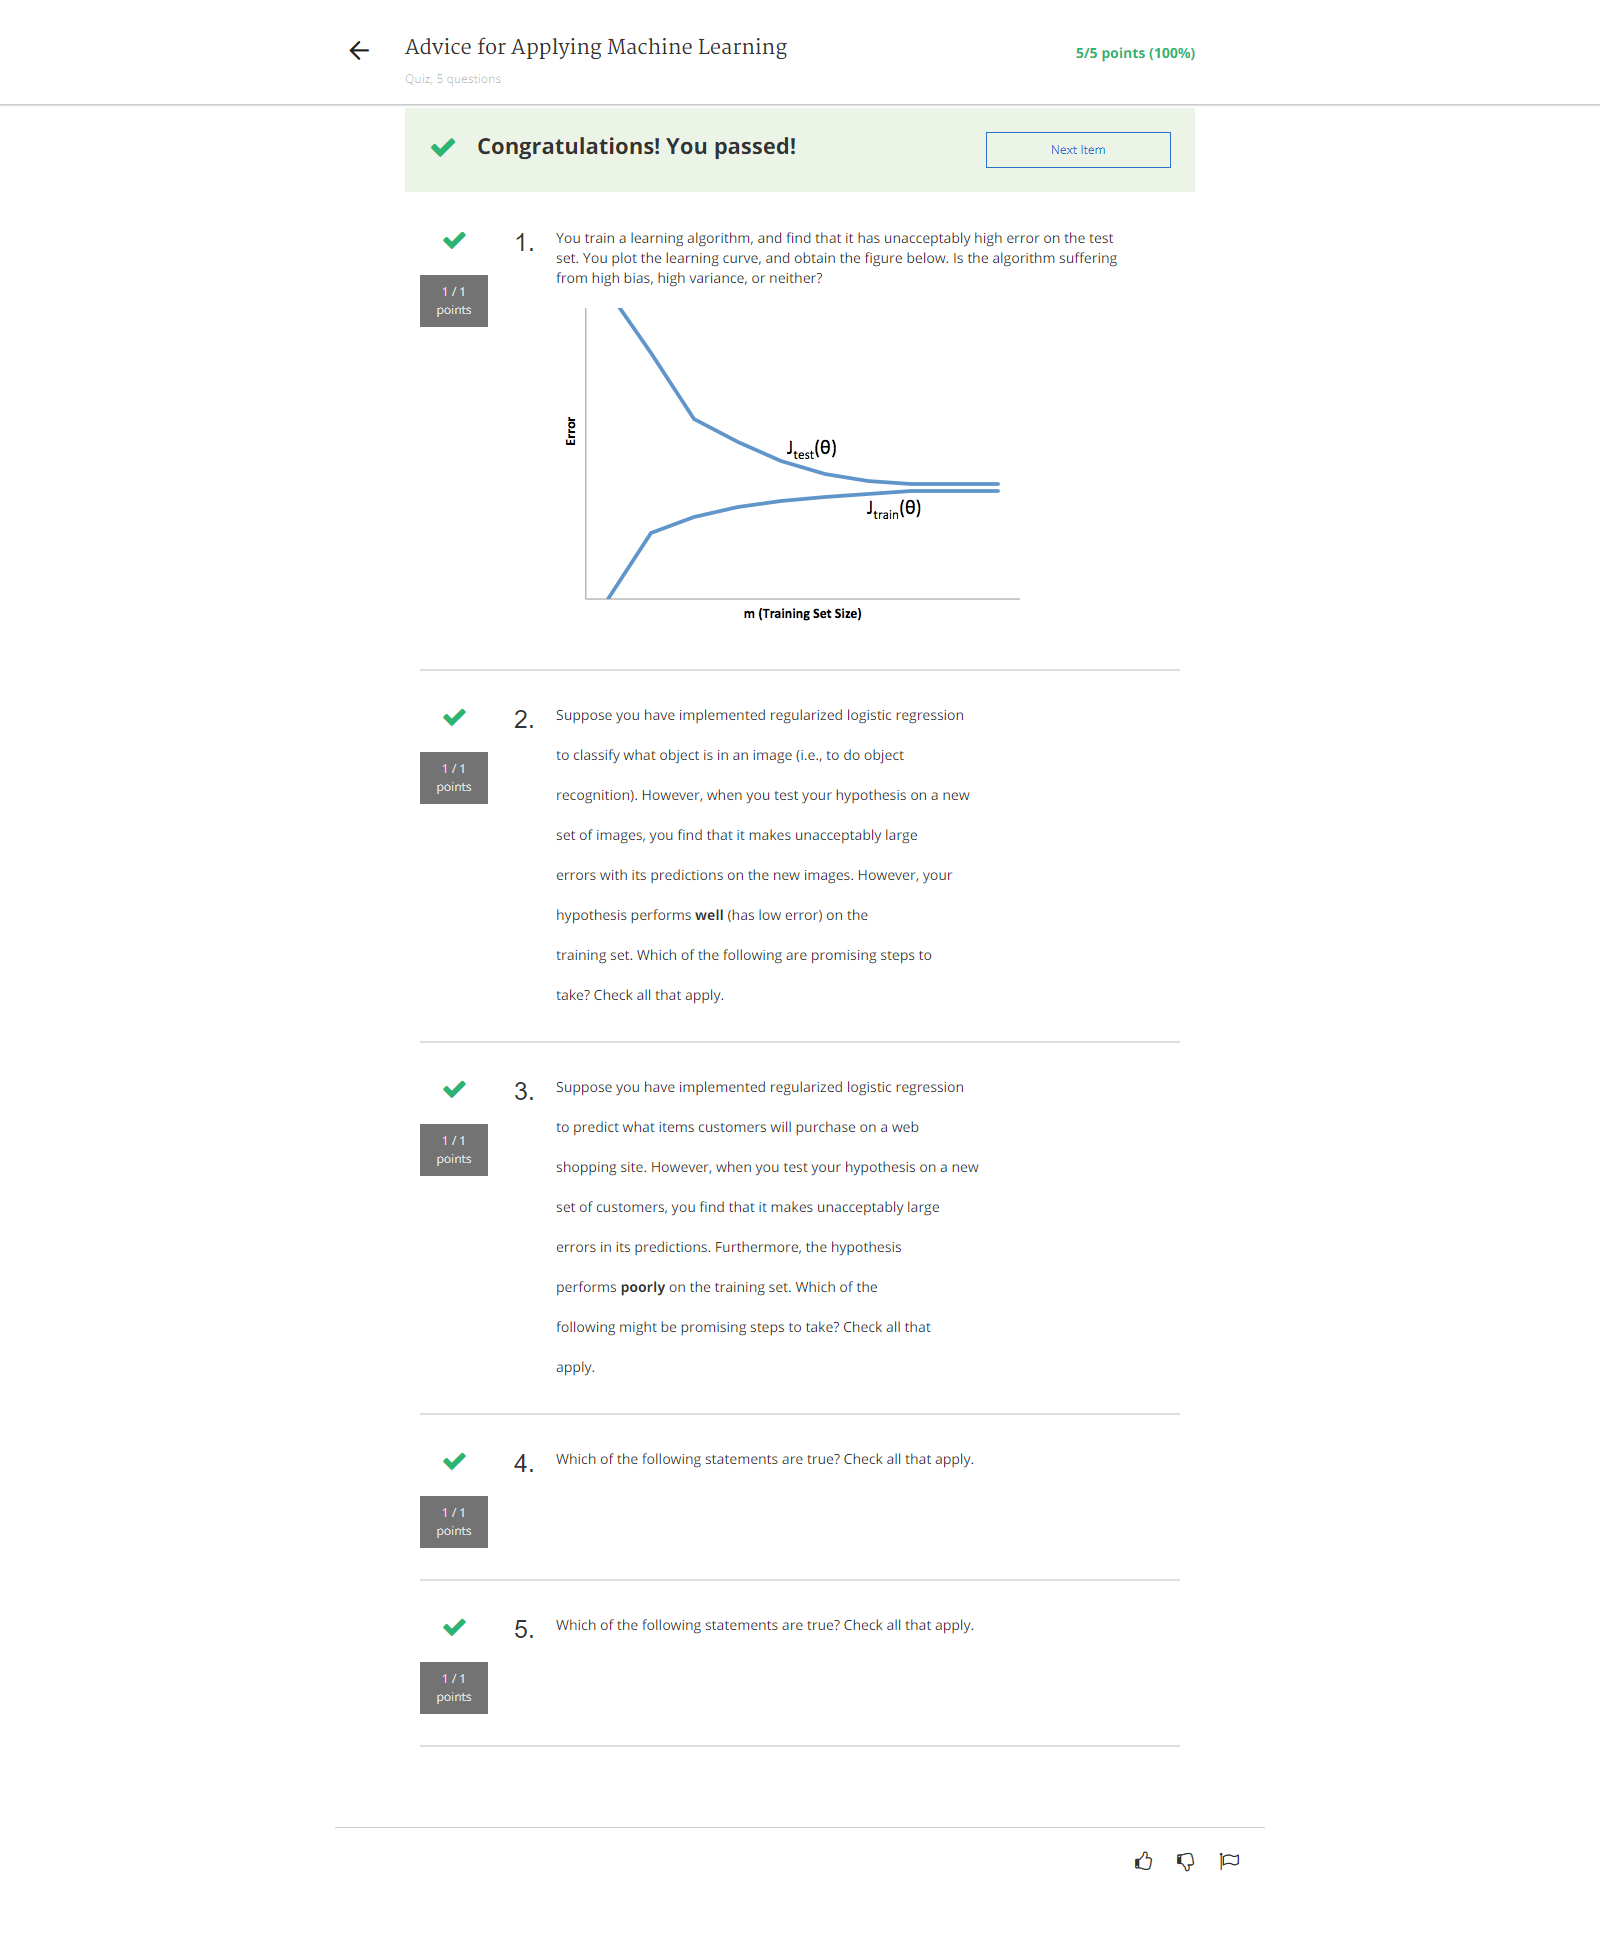 Advice for Applying Machine Learning
5/5 points (100%)
Quiz, 5 questions
Congratulations! You passed!
Next Item
1.
You train a learning algorithm, and find that it has unacceptably high error on the test
set. You plot the learning curve, and obtain the figure below. Is the algorithm suffering
from high bias, high variance, or neither?
1 / 1
points
Error
Jtest(θ)
Jtrain(θ)
m (Training Set Size)
2.
Suppose you have implemented regularized logistic regression
to classify what object is in an image (i.e., to do object
recognition). However, when you test your hypothesis on a new
set of images, you find that it makes unacceptably large
errors with its predictions on the new images. However, your
hypothesis performs well (has low error) on the
training set. Which of the following are promising steps to
take? Check all that apply.
1 / 1
points
3.
Suppose you have implemented regularized logistic regression
to predict what items customers will purchase on a web
shopping site. However, when you test your hypothesis on a new
set of customers, you find that it makes unacceptably large
errors in its predictions. Furthermore, the hypothesis
performs poorly on the training set. Which of the
following might be promising steps to take? Check all that
apply.
1 / 1
points
4.
Which of the following statements are true? Check all that apply.
1 / 1
points
5.
Which of the following statements are true? Check all that apply.
1 / 1
points